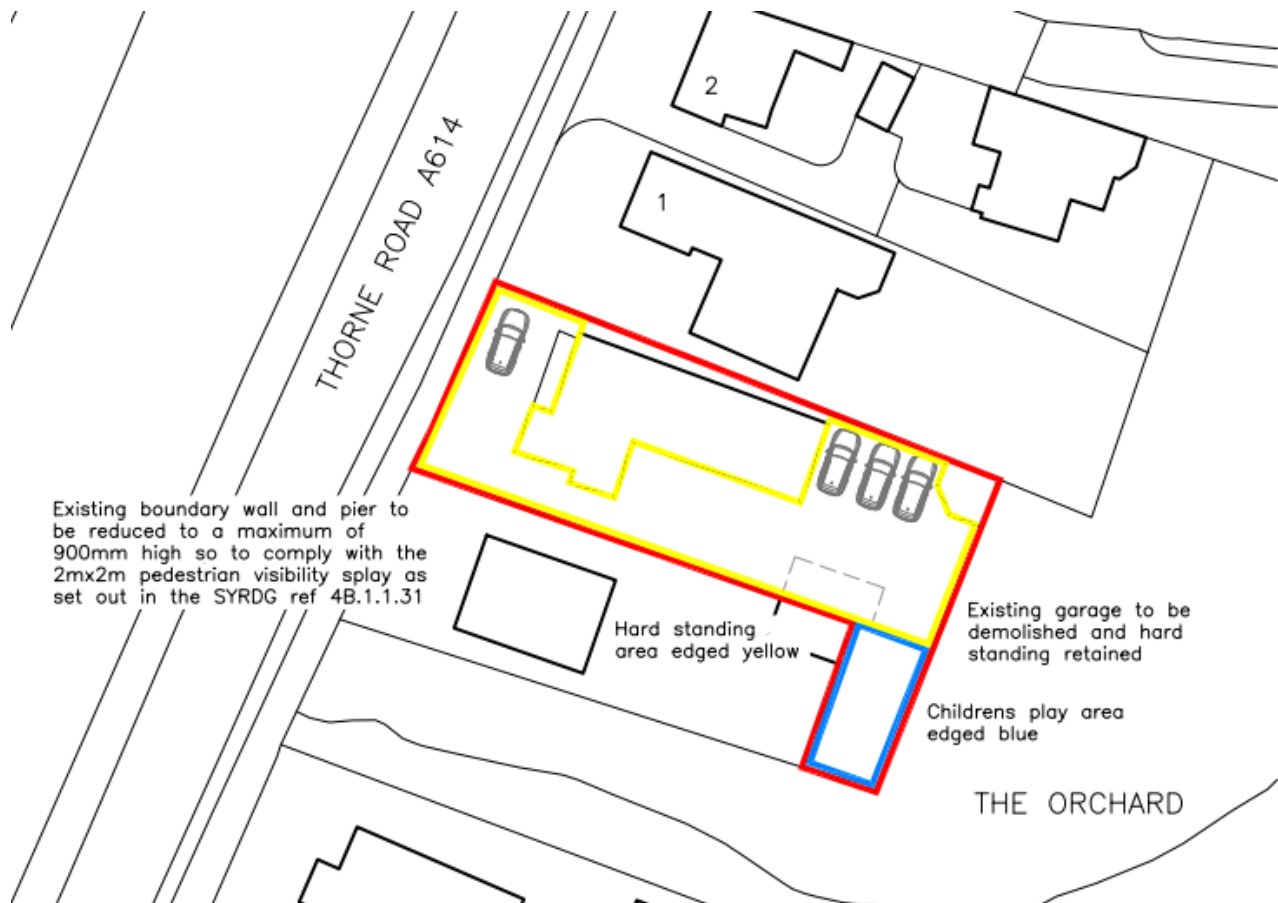 2
1
THORNE ROAD A614
Existing boundary wall and pier to
be reduced to a maximum of
900mm high so to comply with the
2mx2m pedestrian visibility splay as
set out in the SYRDG ref 4B.1.1.31
Hard standing
area edged yellow
Existing garage to be
demolished and hard
standing retained
Childrens play area
edged blue
THE ORCHARD